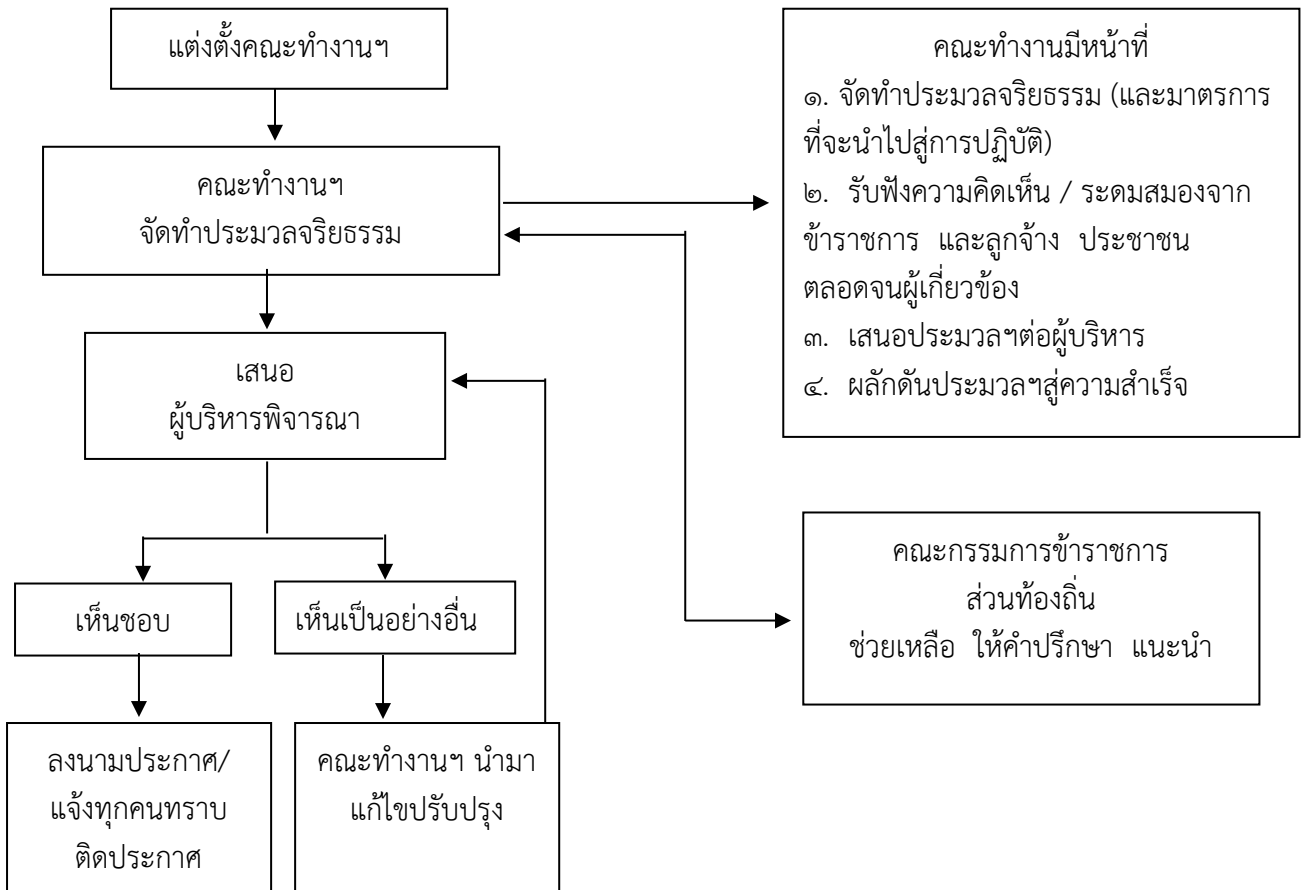 แต่งตั้งคณะทำงานฯ
คณะทำงานฯ
จัดทำประมวลจริยธรรม
เสนอ
ผู้บริหารพิจารณา
เห็นชอบ
เห็นเป็นอย่างอื่น
ลงนามประกาศ/
แจ้งทุกคนทราบ
ติดประกาศ
คณะทำงานฯ นำมา
แก้ไขปรับปรุง
คณะทำงานมีหน้าที่
๑. จัดทำประมวลจริยธรรม (และมาตรการ
ที่จะนำไปสู่การปฏิบัติ)
๒. รับฟังความคิดเห็น / ระดมสมองจาก
ข้าราชการ และลูกจ้าง ประชาชน
ตลอดจนผู้เกี่ยวข้อง
๓. เสนอประมวลฯต่อผู้บริหาร
๔. ผลักดันประมวลฯสู่ความสำเร็จ
คณะกรรมการข้าราชการ
ส่วนท้องถิ่น
ช่วยเหลือ ให้คำปรึกษา แนะนำ